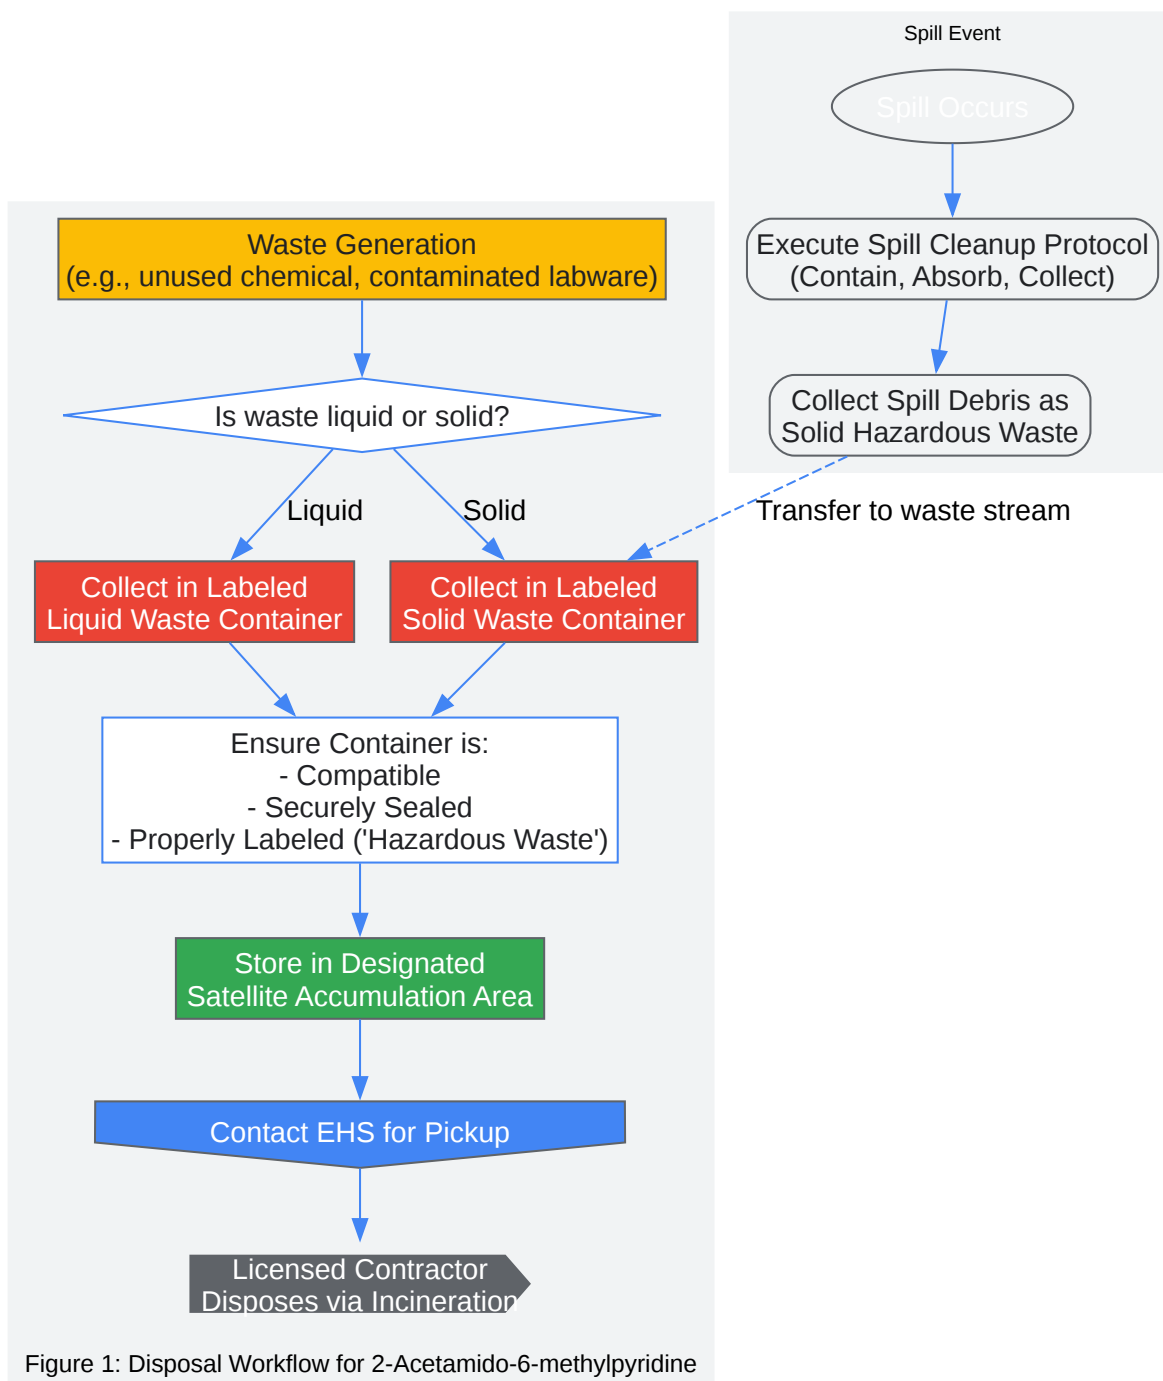 Spill Event
Spill Occurs
Execute Spill Cleanup Protocol
(Contain, Absorb, Collect)
Collect Spill Debris as
Solid Hazardous Waste
Transfer to waste stream
Waste Generation
(e.g., unused chemical, contaminated labware)
Is waste liquid or solid?
Liquid
Solid
Collect in Labeled
Liquid Waste Container
Collect in Labeled
Solid Waste Container
Ensure Container is:
- Compatible
- Securely Sealed
- Properly Labeled ('Hazardous Waste')
Store in Designated
Satellite Accumulation Area
Contact EHS for Pickup
Licensed Contractor
Disposes via Incineration
Figure 1: Disposal Workflow for 2-Acetamido-6-methylpyridine